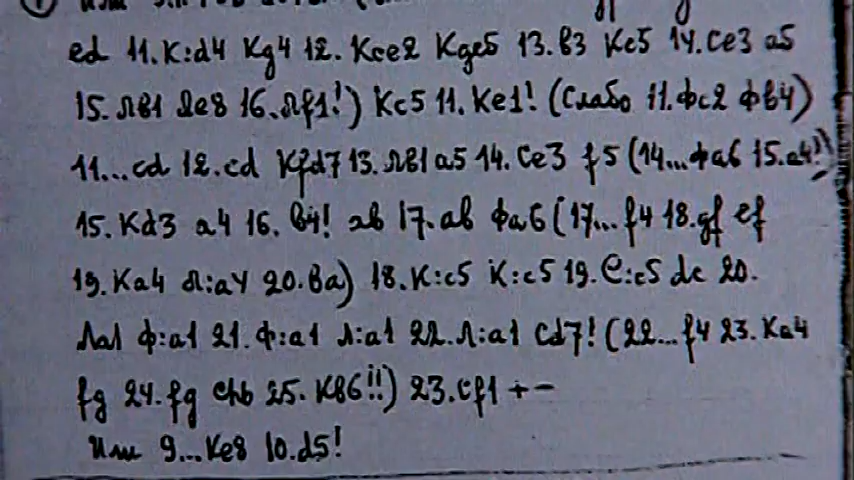 ed 11. К:d4 Кg4 12. Кce2 Кge5 13. в3 Кc5 14. Сe3 a5
15. Лв1 Лe8 16. Лf1!) Кc5 11. Кe1! (Слабо 11. Фc2 Фв4)
11... cd 12. cd Кfd7 13. Лв1 a5 14. Сe3 f5 (14... Фa6 15. a4!)
15. Кd3 a4 16. в4! ав 17. ав Фa6 (17... f4 18. gf ef
19. Кa4 Л:a4 20. вa) 18. К:c5 К:c5 19. С:c5 dc 20.
Лa1 Ф:a1 21. Ф:a1 Л:a1 22. Л:a1 Сd7! (22... f4 23. Кa4
fg 24. fg Сh6 25. Кв6!!) 23. Сf1 + −
Или 9... Кe8 10. d5!